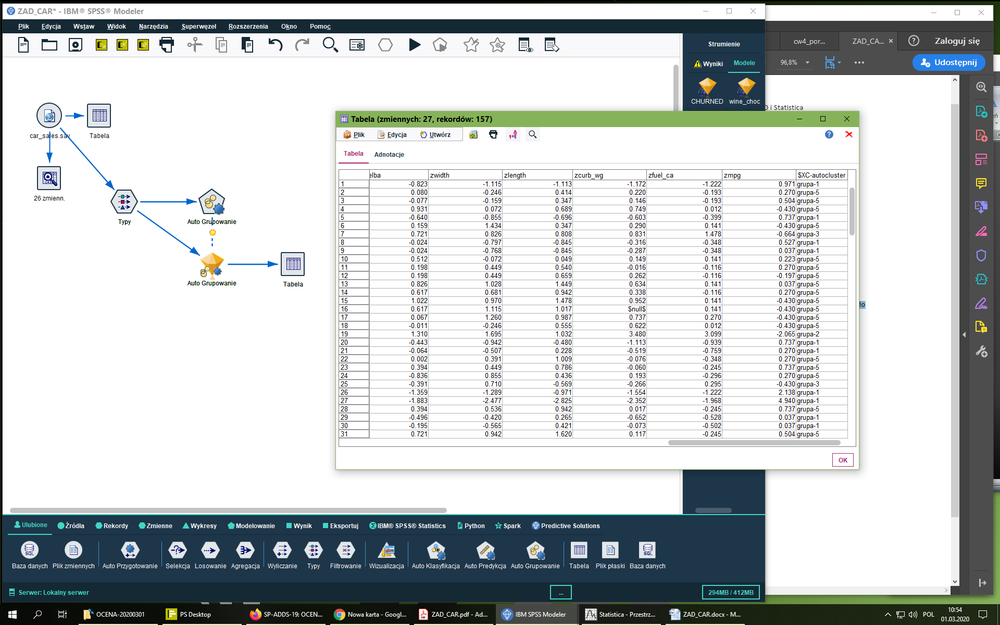 ZAD_CAR* - IBM® SPSS® Modeler
Plik Edycja Wstaw Widok Narzędzia Superwęzeł Rozszerzenia Okno Pomoc
Strumienie
Wyniki Modele
CHURNED wine_choc
cw4_por... ZAD_CA... Zaloguj się
96,8% Udostępnij
i Statistica
do
car_sales.sav
Tabela
26 zmienn.
Typy
Auto Grupowanie
Auto Grupowanie
Tabela
Tabela (zmiennych: 27, rekordów: 157)
Plik Edycja Utwórz
Tabela Adnotacje
elba zwidth zlength zcurb_wg zfuel_ca zmpg $XC-autocluster
1 -0.823 -1.115 -1.113 -1.172 -1.222 0.971 grupa-1
2 0.080 -0.246 0.414 0.220 -0.193 0.270 grupa-5
3 -0.077 -0.159 0.347 0.146 -0.193 0.504 grupa-5
4 0.931 0.072 0.689 0.749 0.012 -0.430 grupa-5
5 -0.640 -0.855 -0.696 -0.603 -0.399 0.737 grupa-1
6 0.159 1.434 0.347 0.290 0.141 -0.430 grupa-5
7 0.721 0.826 0.808 0.831 1.478 -0.664 grupa-3
8 -0.024 -0.797 -0.845 -0.316 -0.348 0.527 grupa-1
9 -0.024 -0.768 -0.845 -0.287 -0.348 0.037 grupa-1
10 0.512 -0.072 0.049 0.149 0.141 0.223 grupa-5
11 0.198 0.449 0.540 -0.016 -0.116 0.270 grupa-5
12 0.198 0.449 0.659 0.262 -0.116 -0.197 grupa-5
13 0.826 1.028 1.449 0.634 0.141 0.037 grupa-5
14 0.617 0.681 0.942 0.338 -0.116 0.270 grupa-5
15 1.022 0.970 1.478 0.952 0.141 -0.430 grupa-5
16 0.617 1.115 1.017 $null$ 0.141 -0.430 grupa-5
17 0.067 1.260 0.987 0.737 0.270 -0.430 grupa-5
18 -0.011 -0.246 0.555 0.622 0.012 -0.430 grupa-5
19 1.310 1.695 1.032 3.480 3.099 -2.065 grupa-2
20 -0.443 -0.942 -0.480 -1.113 -0.939 0.737 grupa-1
21 -0.064 -0.507 0.228 -0.519 -0.759 0.270 grupa-1
22 0.002 0.391 1.009 -0.076 -0.348 0.270 grupa-5
23 0.394 0.449 0.786 -0.060 -0.245 0.737 grupa-5
24 -0.836 0.855 0.436 0.193 -0.296 0.270 grupa-5
25 -0.391 0.710 -0.569 -0.266 0.295 -0.430 grupa-3
26 -1.359 -1.289 -0.971 -1.554 -1.222 2.138 grupa-1
27 -1.883 -2.477 -2.825 -2.352 -1.968 4.940 grupa-1
28 0.394 0.536 0.942 0.017 -0.245 0.737 grupa-5
29 -0.496 -0.420 0.265 -0.652 -0.528 0.037 grupa-1
30 -0.195 -0.565 0.421 -0.073 -0.502 0.037 grupa-1
31 0.721 0.942 1.620 0.117 -0.245 0.504 grupa-5
OK
Ulubione Źródła Rekordy Zmienne Wykresy Modelowanie Wynik Eksportuj IBM® SPSS® Statistics Python Spark Predictive Solutions
Baza danych Plik zmiennych Auto Przygotowanie Selekcja Losowanie Agregacja Wyliczanie Typy Filtrowanie Wizualizacja Auto Klasyfikacja Auto Predykcja Auto Grupowanie Tabela Plik płaski Baza danych
Serwer: Lokalny serwer ... 294MB / 412MB
OCENA-20200301 PS Desktop SP-ADDS-19: OCEN... Nowa karta - Googl... ZAD_CAR.pdf - Ad... IBM SPSS Modeler Statistica - Przestrz... ZAD_CAR.docx - M... POL 10:54
01.03.2020